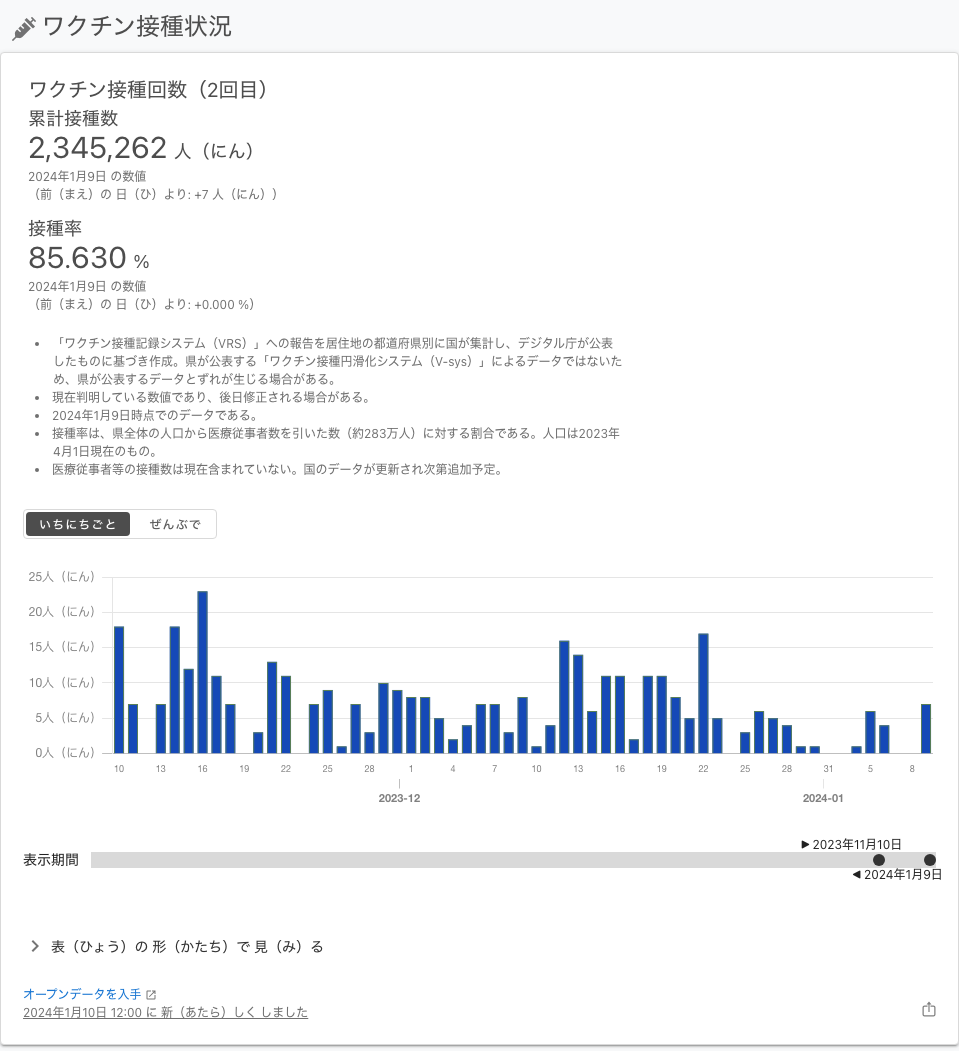 ワクチン接種状況
ワクチン接種回数（2回目）
累計接種数
2,345,262 人（にん）
2024年1月9日 の数値
（前（まえ）の 日（ひ）より: +7 人（にん））
接種率
85.630 %
2024年1月9日 の数値
（前（まえ）の 日（ひ）より: +0.000 %）
• 「ワクチン接種記録システム（VRS）」への報告を居住地の都道府県別に国が集計し、デジタル庁が公表
したものに基づき作成。県が公表する「ワクチン接種円滑化システム（V-sys）」によるデータではないた
め、県が公表するデータとずれが生じる場合がある。
• 現在判明している数値であり、後日修正される場合がある。
• 2024年1月9日時点でのデータである。
• 接種率は、県全体の人口から医療従事者数を引いた数（約283万人）に対する割合である。人口は2023年
4月1日現在のもの。
• 医療従事者等の接種数は現在含まれていない。国のデータが更新され次第追加予定。
いちにちごと ぜんぶで
25人（にん）
20人（にん）
15人（にん）
10人（にん）
5人（にん）
0人（にん）
10 13 16 19 22 25 28 1 4 7 10 13 16 19 22 25 28 31 5 8
2023-12 2024-01
▶ 2023年11月10日
表示期間
◀ 2024年1月9日
表（ひょう）の 形（かたち）で 見（み）る
オープンデータを入手
2024年1月10日 12:00 に 新（あたら）しく しました